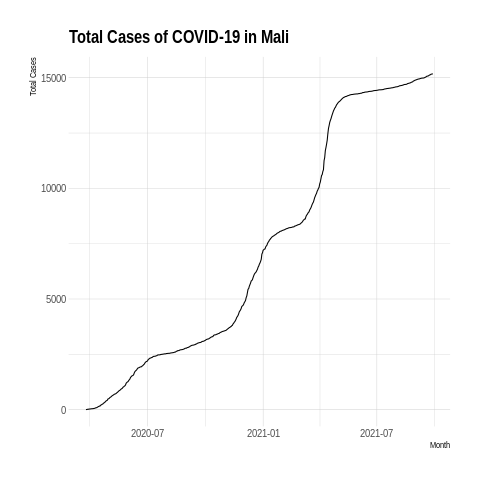 Total Cases of COVID-19 in Mali
Total Cases
15000
10000
5000
0
2020-07
2021-01
2021-07
Month